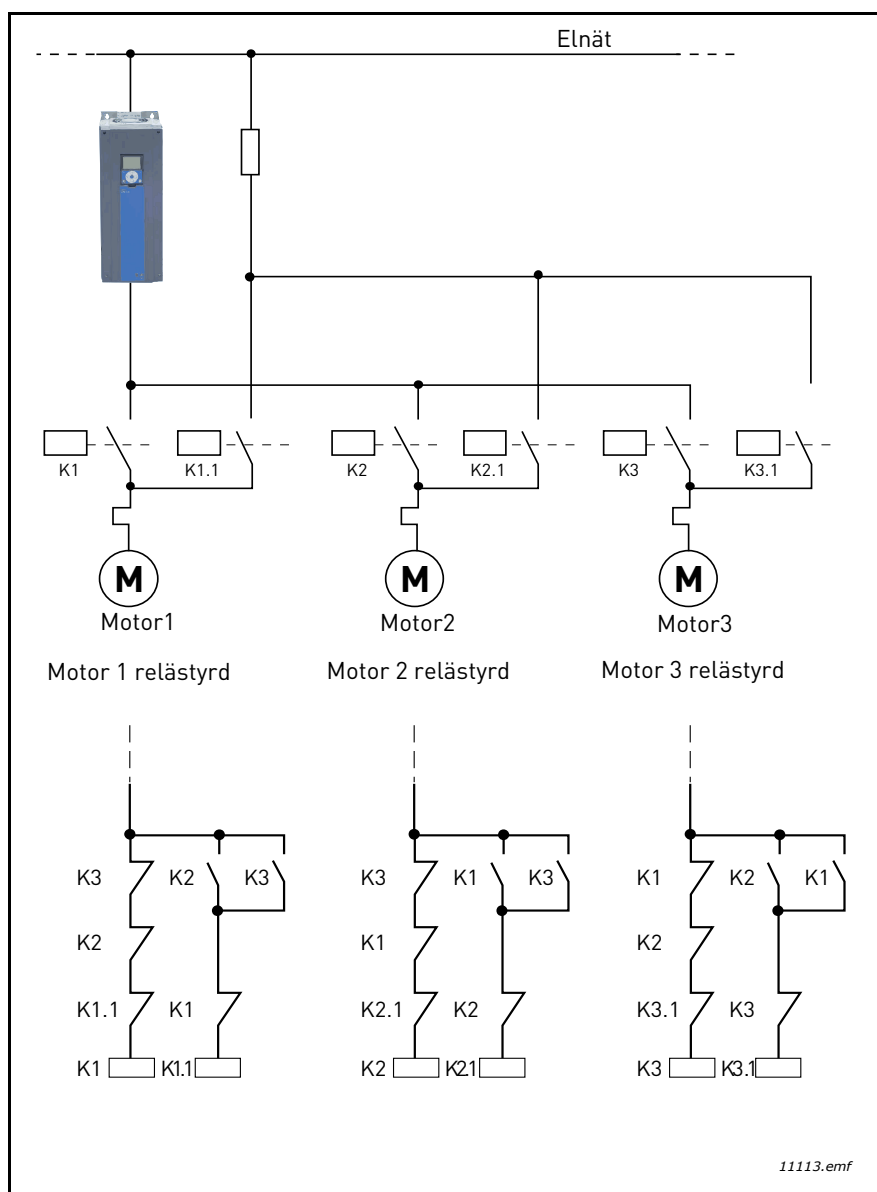 Elnät
K1 K1.1 K2 K2.1 K3 K3.1
M M M
Motor1 Motor2 Motor3
Motor 1 relästyrd Motor 2 relästyrd Motor 3 relästyrd
K3 K2 K3 K3 K1 K3 K1 K2 K1
K2 K1 K2
K1.1 K1 K2.1 K2 K3.1 K3
K1 K1.1 K2 K2.1 K3 K3.1
11113.emf